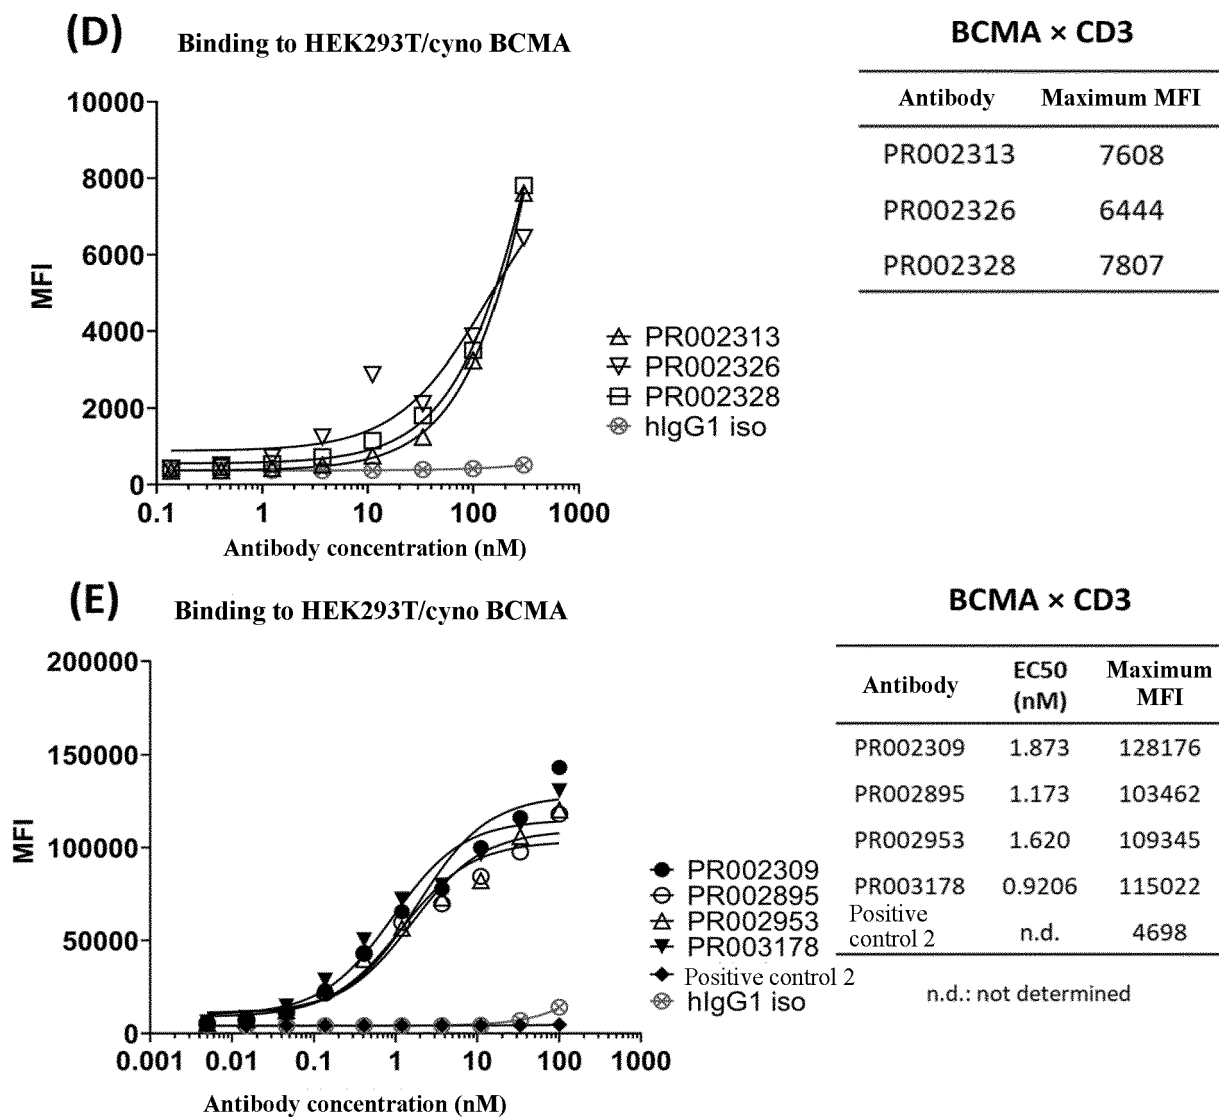 (D)
Binding to HEK293T/cyno BCMA
10000
8000
6000
4000
2000
0
MFI
0.1 1 10 100 1000
Antibody concentration (nM)
PR002313
PR002326
PR002328
hIgG1 iso
BCMA × CD3
Antibody Maximum MFI
PR002313 7608
PR002326 6444
PR002328 7807
(E)
Binding to HEK293T/cyno BCMA
200000
150000
100000
50000
0
MFI
0.001 0.01 0.1 1 10 100 1000
Antibody concentration (nM)
PR002309
PR002895
PR002953
PR003178
Positive control 2
hIgG1 iso
BCMA × CD3
Antibody EC50 (nM) Maximum MFI
PR002309 1.873 128176
PR002895 1.173 103462
PR002953 1.620 109345
PR003178 0.9206 115022
Positive control 2 n.d. 4698
n.d.: not determined